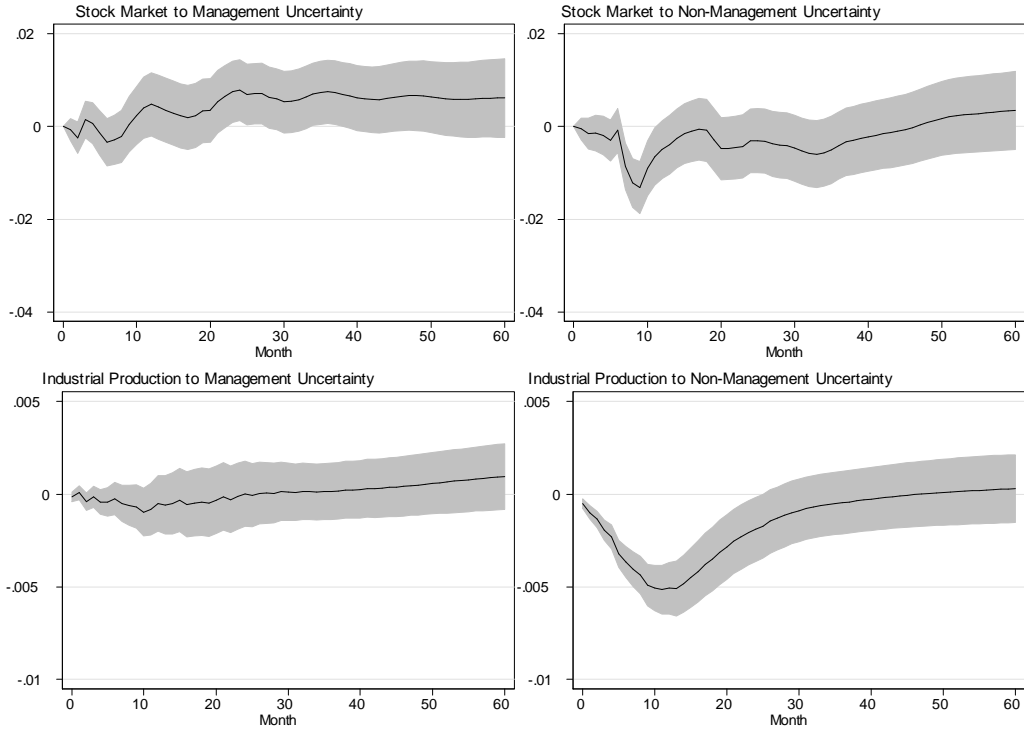 Stock Market to Management Uncertainty
.02
0
-.02
-.04
0 10 20 30 40 50 60
Month
Stock Market to Non-Management Uncertainty
.02
0
-.02
-.04
0 10 20 30 40 50 60
Month
Industrial Production to Management Uncertainty
.005
0
-.005
-.01
0 10 20 30 40 50 60
Month
Industrial Production to Non-Management Uncertainty
.005
0
-.005
-.01
0 10 20 30 40 50 60
Month